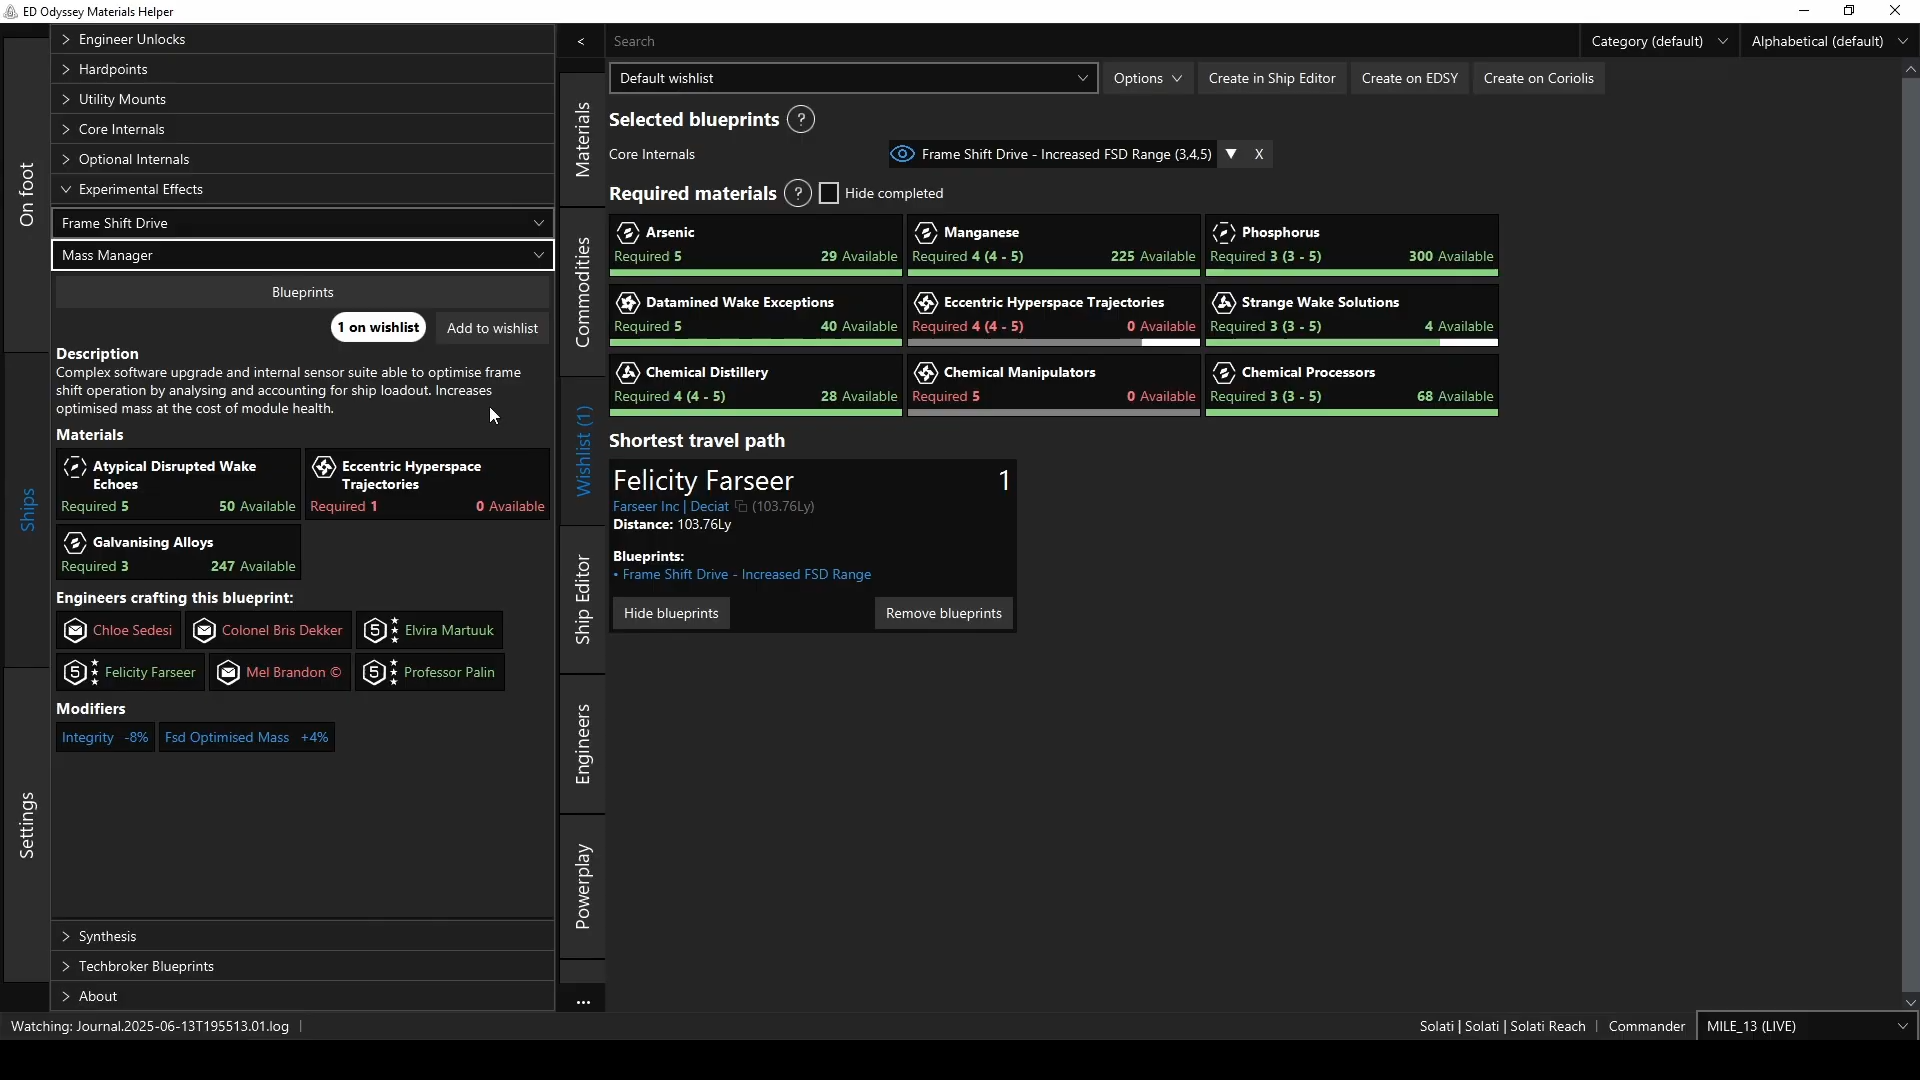 ED Odyssey Materials Helper
On foot
Ships
Settings
> Engineer Unlocks
> Hardpoints
> Utility Mounts
> Core Internals
> Optional Internals
Experimental Effects
Frame Shift Drive
Mass Manager
Blueprints
1 on wishlist
Add to wishlist
Description
Complex software upgrade and internal sensor suite able to optimise frame
shift operation by analysing and accounting for ship loadout. Increases
optimised mass at the cost of module health.
Materials
Atypical Disrupted Wake
Echoes
Required 5 50 Available
Eccentric Hyperspace
Trajectories
Required 1 0 Available
Galvanising Alloys
Required 3 247 Available
Engineers crafting this blueprint:
Chloe Sedesi
Colonel Bris Dekker
5 Elvira Martuuk
5 Felicity Farseer
Mel Brandon ©
5 Professor Palin
Modifiers
Integrity -8%
Fsd Optimised Mass +4%
> Synthesis
> Techbroker Blueprints
> About
<
Materials
Commodities
Wishlist (1)
Ship Editor
Engineers
Powerplay
...
Search
Category (default)
Alphabetical (default)
Default wishlist
Options
Create in Ship Editor
Create on EDSY
Create on Coriolis
Selected blueprints ?
Core Internals
Frame Shift Drive - Increased FSD Range (3,4,5) ▼ X
Required materials ? Hide completed
Arsenic
Required 5 29 Available
Manganese
Required 4 (4 - 5) 225 Available
Phosphorus
Required 3 (3 - 5) 300 Available
Datamined Wake Exceptions
Required 5 40 Available
Eccentric Hyperspace Trajectories
Required 4 (4 - 5) 0 Available
Strange Wake Solutions
Required 3 (3 - 5) 4 Available
Chemical Distillery
Required 4 (4 - 5) 28 Available
Chemical Manipulators
Required 5 0 Available
Chemical Processors
Required 3 (3 - 5) 68 Available
Shortest travel path
Felicity Farseer 1
Farseer Inc | Deciat (103.76Ly)
Distance: 103.76Ly
Blueprints:
• Frame Shift Drive - Increased FSD Range
Hide blueprints
Remove blueprints
Watching: Journal.2025-06-13T195513.01.log |
Solati | Solati | Solati Reach | Commander
MILE_13 (LIVE)